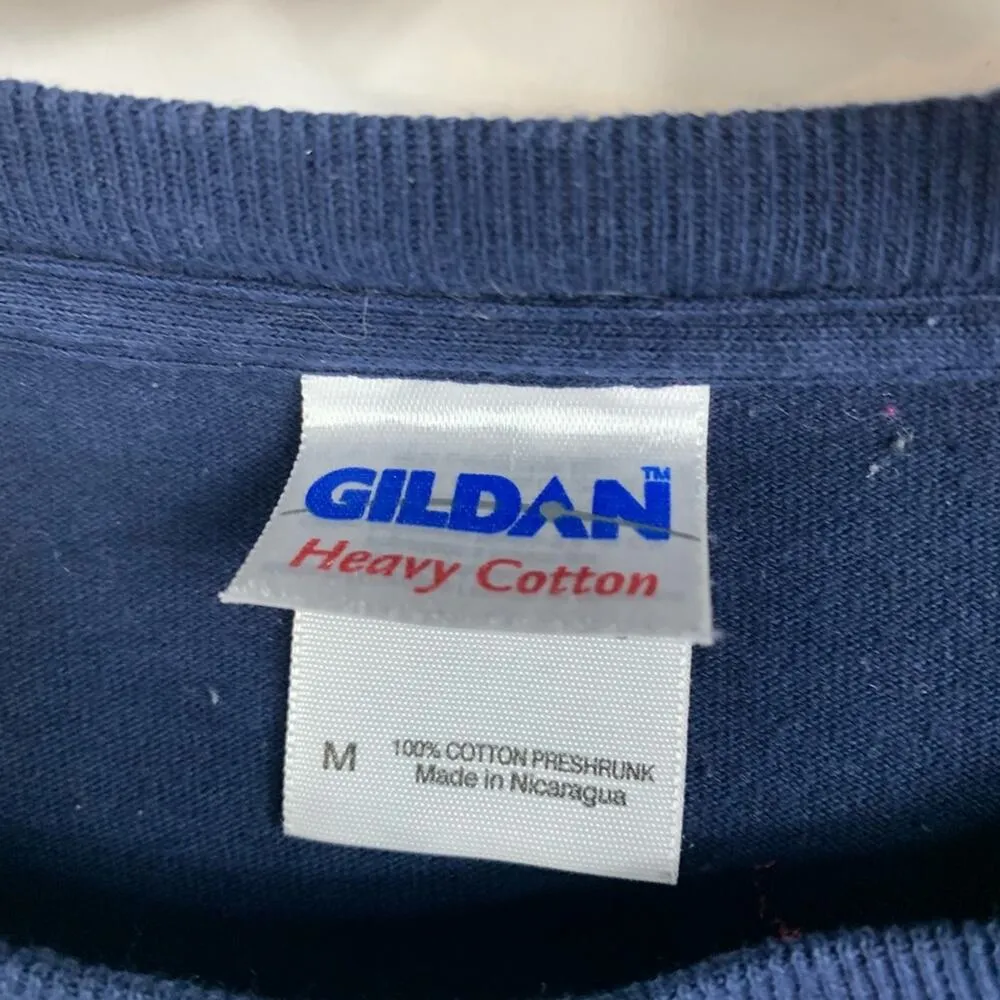 GILDAN™
Heavy Cotton
M 100% COTTON PRESHRUNK
Made in Nicaragua